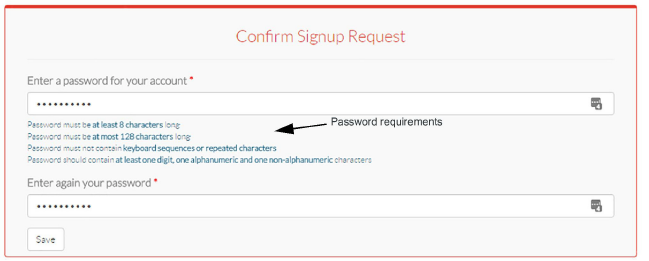 Confirm Signup Request
Enter a password for your account *
••••••••••
Password must be at least 8 characters long
Password must be at most 128 characters long
Password must not contain keyboard sequences or repeated characters
Password should contain at least one digit, one alphanumeric and one non-alphanumeric characters
Password requirements
Enter again your password *
••••••••••
Save